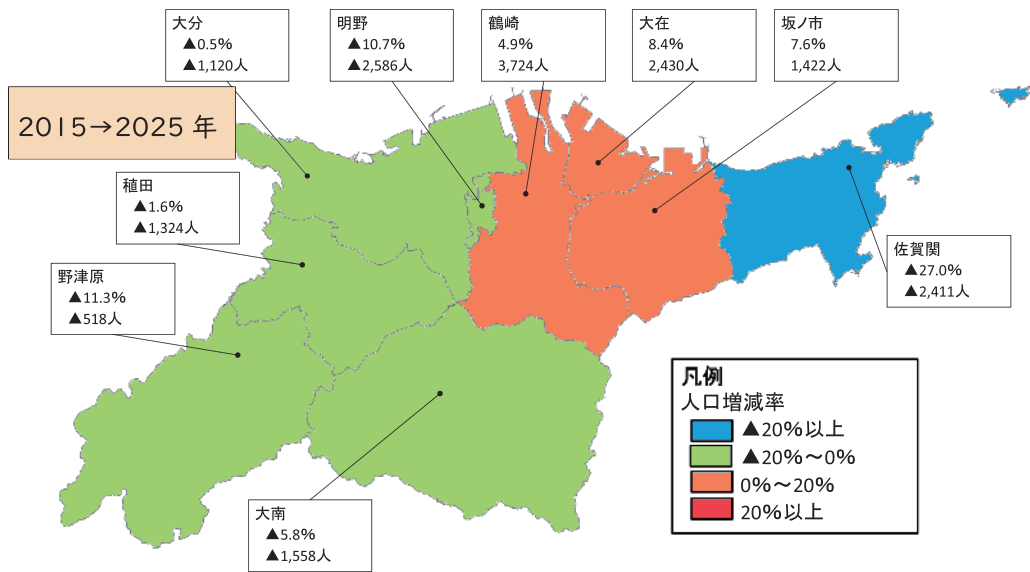 大分
▲0.5%
▲1,120人
明野
▲10.7%
▲2,586人
鶴崎
4.9%
3,724人
大在
8.4%
2,430人
坂ノ市
7.6%
1,422人
2015→2025年
稙田
▲1.6%
▲1,324人
野津原
▲11.3%
▲518人
佐賀関
▲27.0%
▲2,411人
大南
▲5.8%
▲1,558人
凡例
人口増減率
▲20%以上
▲20%～0%
0%～20%
20%以上